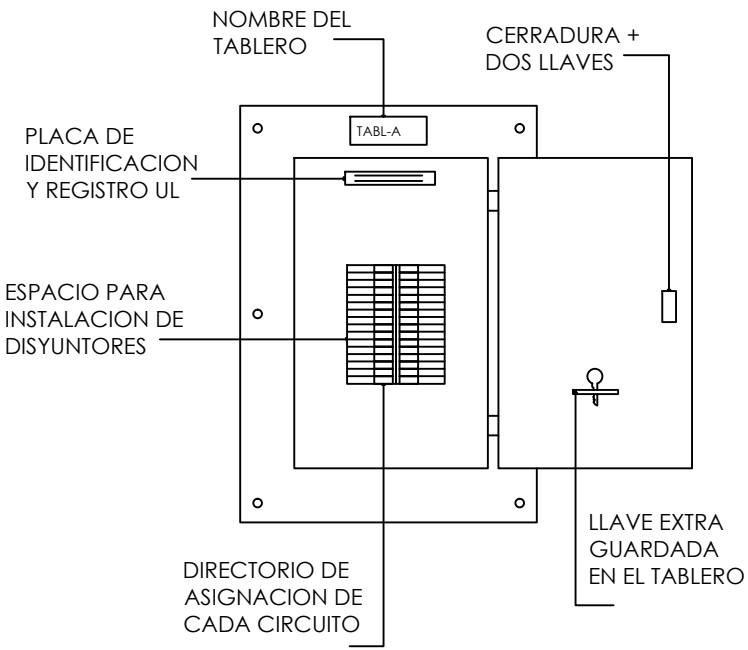 NOMBRE DEL
TABLERO
CERRADURA +
DOS LLAVES
TABL-A
PLACA DE
IDENTIFICACION
Y REGISTRO UL
ESPACIO PARA
INSTALACION DE
DISYUNTORES
LLAVE EXTRA
GUARDADA
EN EL TABLERO
DIRECTORIO DE
ASIGNACION DE
CADA CIRCUITO